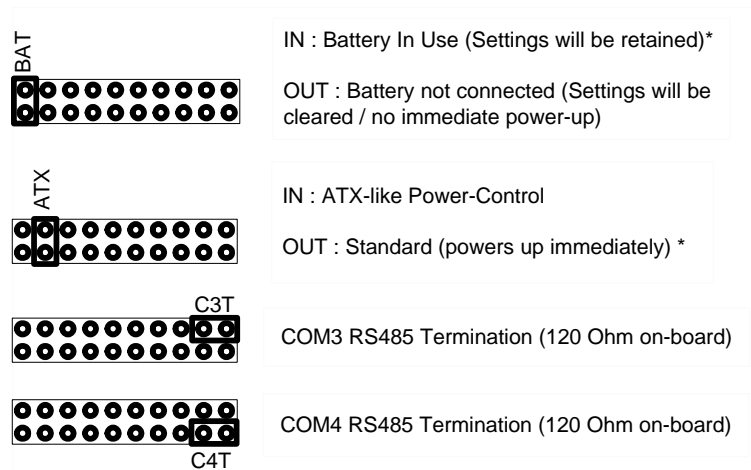 BAT
IN : Battery In Use (Settings will be retained)*
OUT : Battery not connected (Settings will be
cleared / no immediate power-up)
ATX
IN : ATX-like Power-Control
OUT : Standard (powers up immediately) *
C3T
COM3 RS485 Termination (120 Ohm on-board)
COM4 RS485 Termination (120 Ohm on-board)
C4T